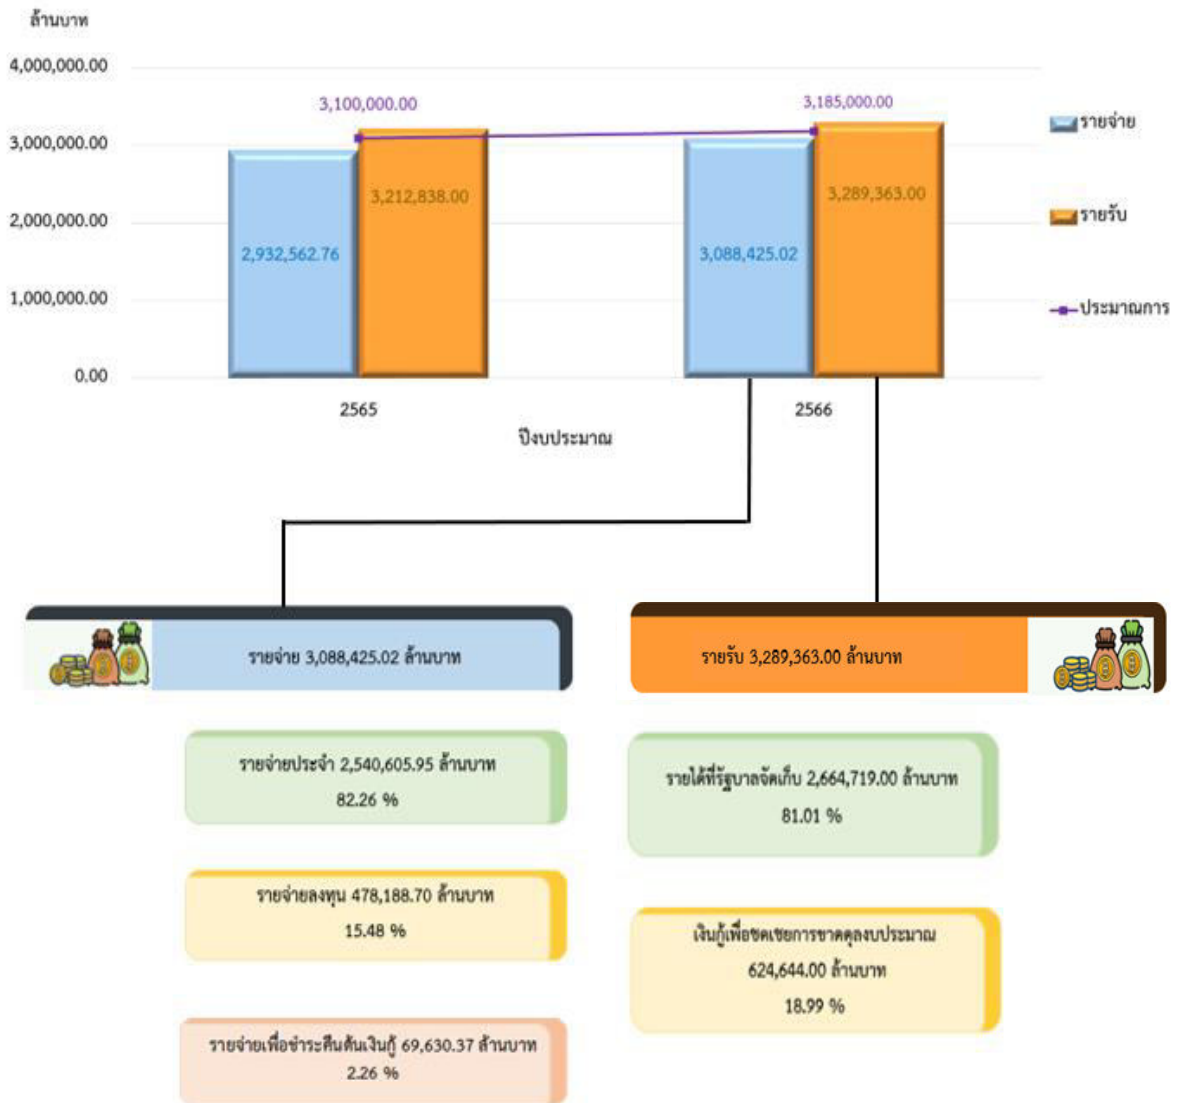 ล้านบาท
4,000,000.00
3,100,000.00
3,185,000.00
รายจ่าย
3,000,000.00
3,212,838.00
3,289,363.00
รายรับ
2,000,000.00
2,932,562.76
3,088,425.02
1,000,000.00
ประมาณการ
0.00
2565
2566
ปีงบประมาณ
รายจ่าย 3,088,425.02 ล้านบาท
รายรับ 3,289,363.00 ล้านบาท
รายจ่ายประจำ 2,540,605.95 ล้านบาท
82.26 %
รายได้ที่รัฐบาลจัดเก็บ 2,664,719.00 ล้านบาท
81.01 %
รายจ่ายลงทุน 478,188.70 ล้านบาท
15.48 %
เงินกู้เพื่อชดเชยการขาดดุลงบประมาณ
624,644.00 ล้านบาท
18.99 %
รายจ่ายเพื่อชำระคืนต้นเงินกู้ 69,630.37 ล้านบาท
2.26 %